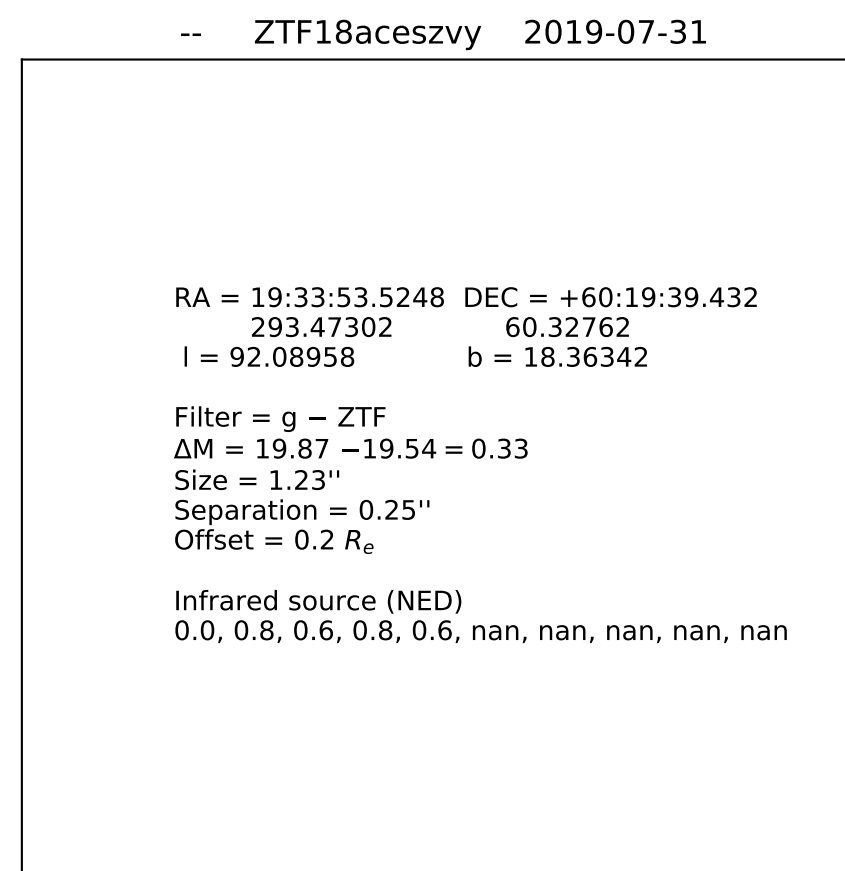 -- ZTF18aceszvy 2019-07-31
RA = 19:33:53.5248 DEC = +60:19:39.432
293.47302 60.32762
l = 92.08958 b = 18.36342
Filter = g − ZTF
ΔM = 19.87 −19.54 = 0.33
Size = 1.23''
Separation = 0.25''
Offset = 0.2 Re
Infrared source (NED)
0.0, 0.8, 0.6, 0.8, 0.6, nan, nan, nan, nan, nan